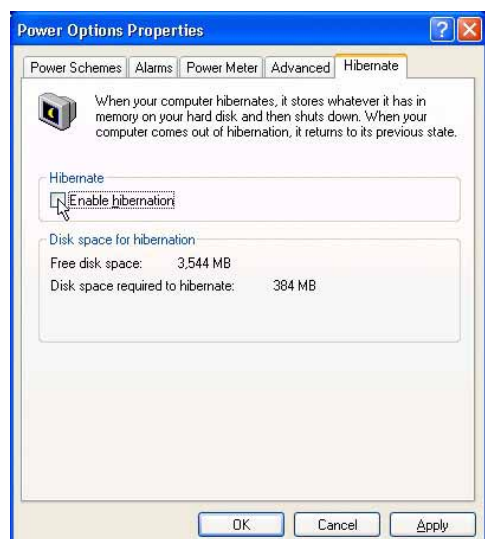 Power Options Properties
Power Schemes Alarms Power Meter Advanced Hibernate
When your computer hibernates, it stores whatever it has in
memory on your hard disk and then shuts down. When your
computer comes out of hibernation, it returns to its previous state.
Hibernate
Enable hibernation
Disk space for hibernation
Free disk space: 3,544 MB
Disk space required to hibernate: 384 MB
OK Cancel Apply